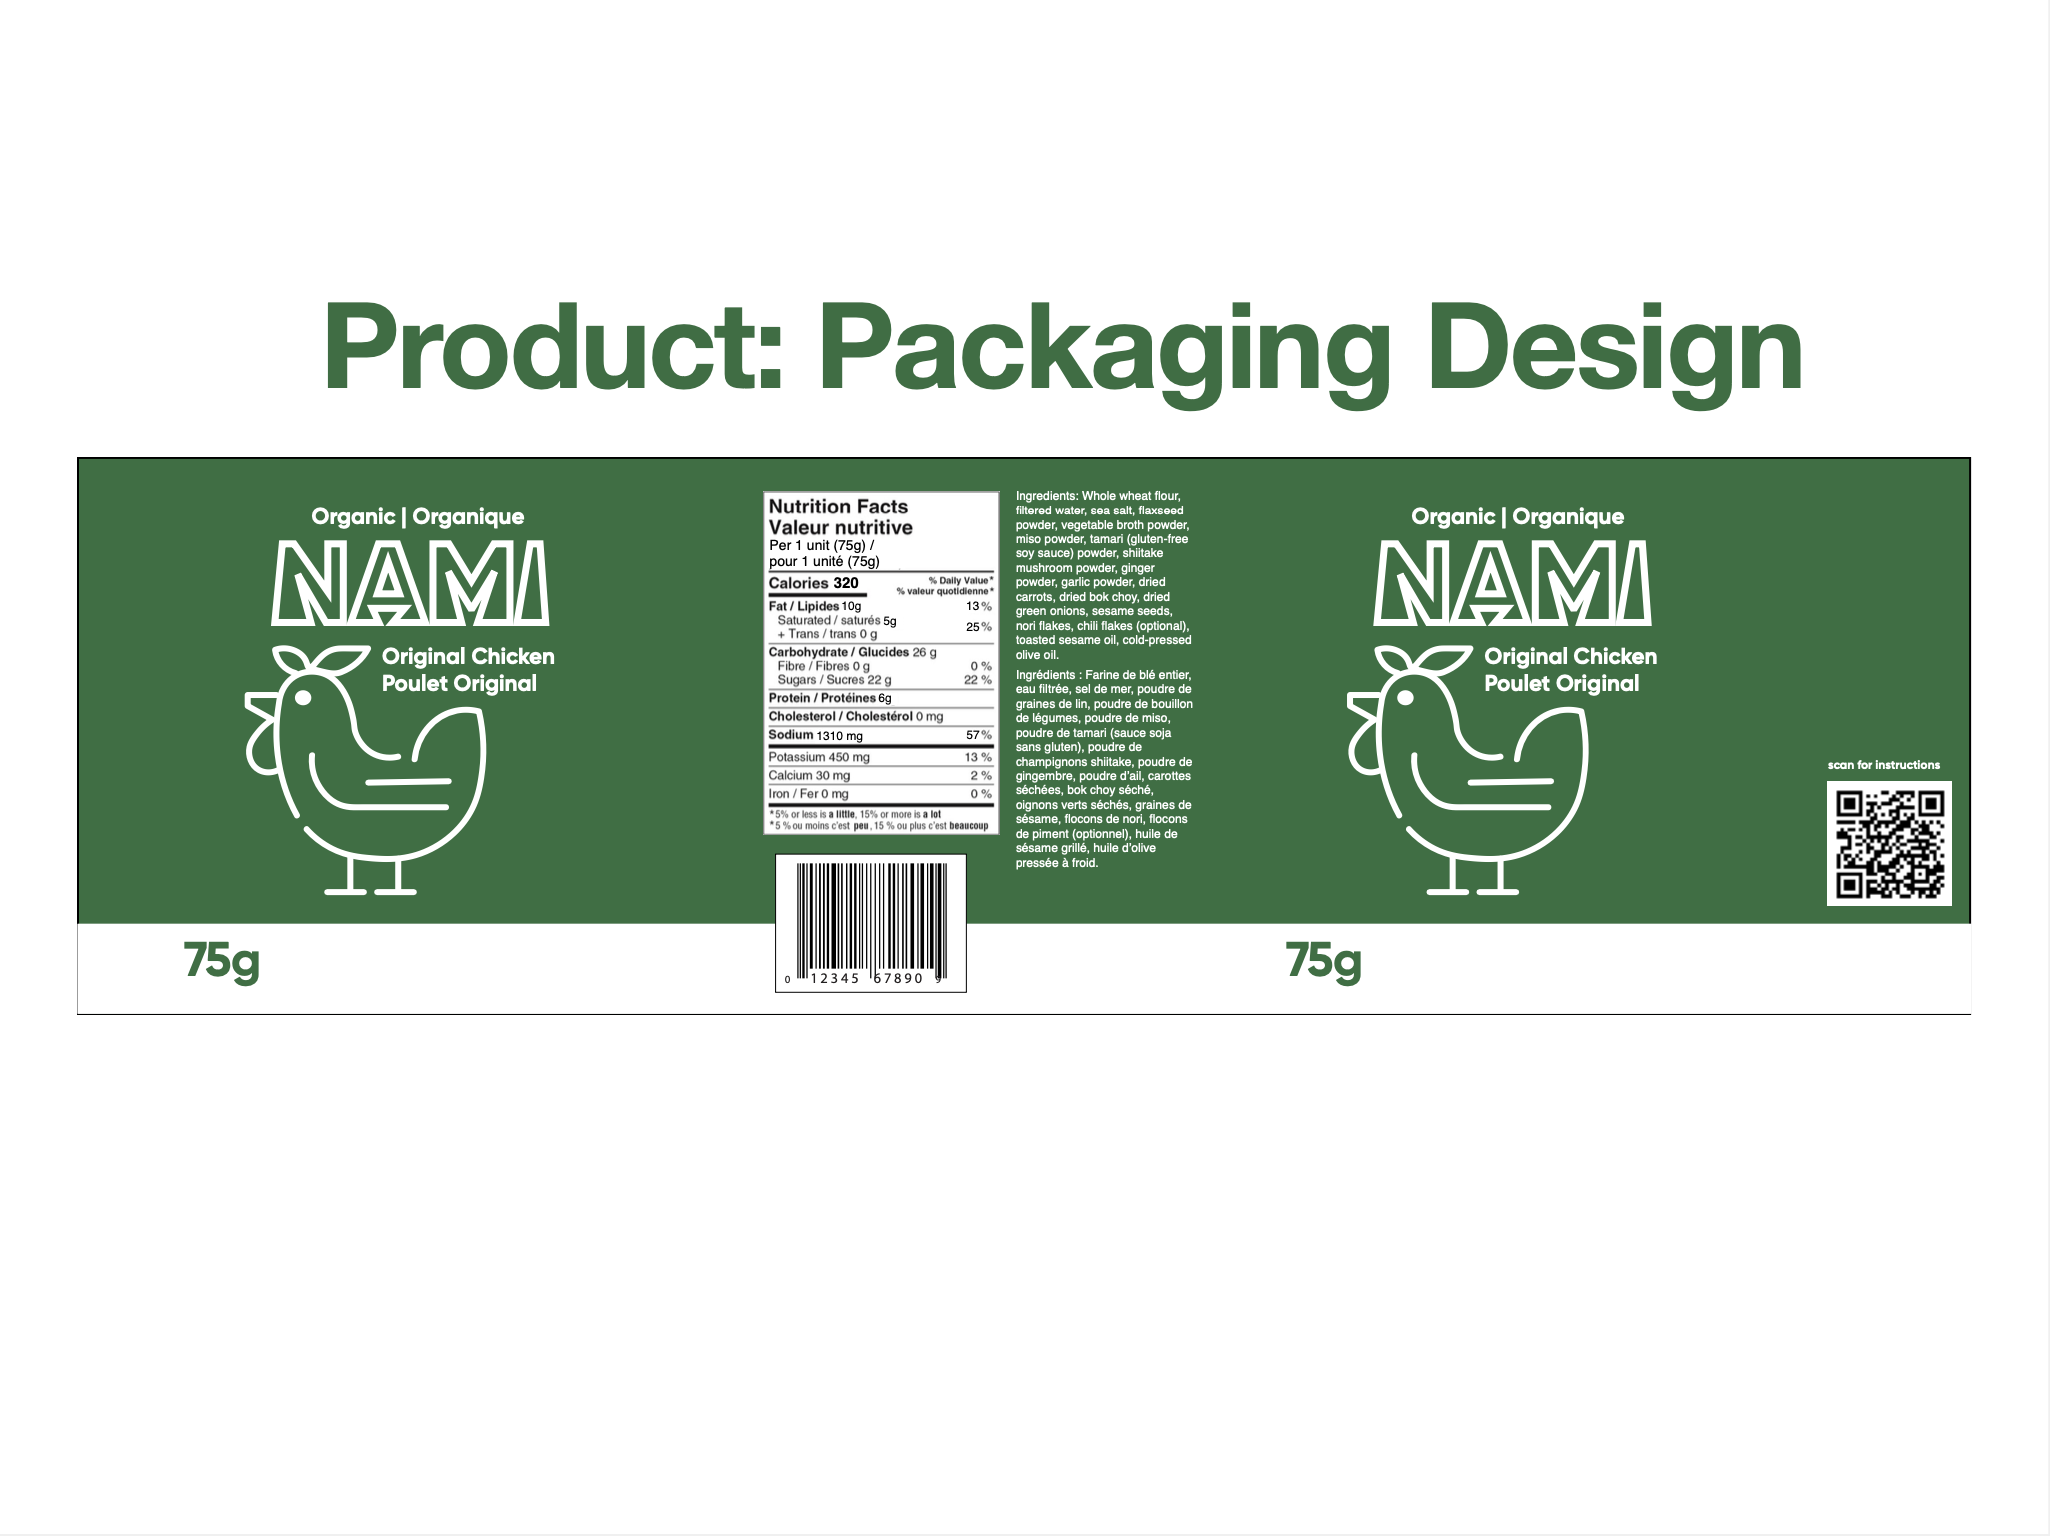 Product: Packaging Design
Organic | Organique
NAMI
Original Chicken
Poulet Original
75g
Nutrition Facts
Valeur nutritive
Per 1 unit (75g) /
pour 1 unité (75g)
Calories 320
% Daily Value*
% valeur quotidienne*
Fat / Lipides 10g 13%
Saturated / saturés 5g
+ Trans / trans 0 g
25%
Carbohydrate / Glucides 26 g
Fibre / Fibres 0 g 0 %
Sugars / Sucres 22 g 22 %
Protein / Protéines 6g
Cholesterol / Cholestérol 0 mg
Sodium 1310 mg 57%
Potassium 450 mg 13 %
Calcium 30 mg 2 %
Iron / Fer 0 mg 0 %
*5% or less is a little, 15% or more is a lot
*5 % ou moins c'est peu, 15 % ou plus c'est beaucoup
0 12345 67890 9
Ingredients: Whole wheat flour,
filtered water, sea salt, flaxseed
powder, vegetable broth powder,
miso powder, tamari (gluten-free
soy sauce) powder, shiitake
mushroom powder, ginger
powder, garlic powder, dried
carrots, dried bok choy, dried
green onions, sesame seeds,
nori flakes, chili flakes (optional),
toasted sesame oil, cold-pressed
olive oil.
Ingrédients : Farine de blé entier,
eau filtrée, sel de mer, poudre de
graines de lin, poudre de bouillon
de légumes, poudre de miso,
poudre de tamari (sauce soja
sans gluten), poudre de
champignons shiitake, poudre de
gingembre, poudre d'ail, carottes
séchées, bok choy séché,
oignons verts séchés, graines de
sésame, flocons de nori, flocons
de piment (optionnel), huile de
sésame grillé, huile d'olive
pressée à froid.
Organic | Organique
NAMI
Original Chicken
Poulet Original
75g
scan for instructions